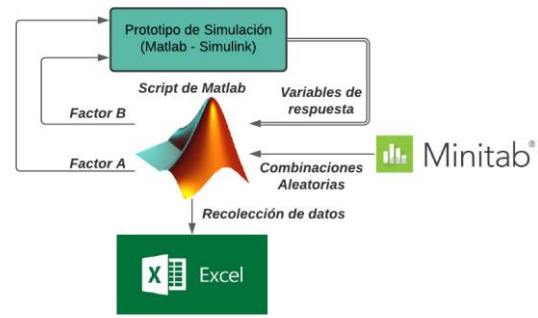 Prototipo de Simulación
(Matlab - Simulink)
Script de Matlab
Variables de
respuesta
Factor B
Factor A
Combinaciones
Aleatorias
Minitab®
Recolección de datos
X
Excel